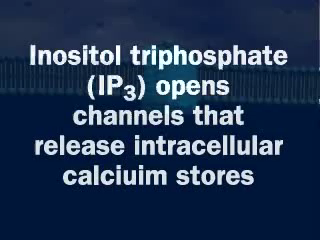 Inositol triphosphate
(IP3) opens
channels that
release intracellular
calciuim stores